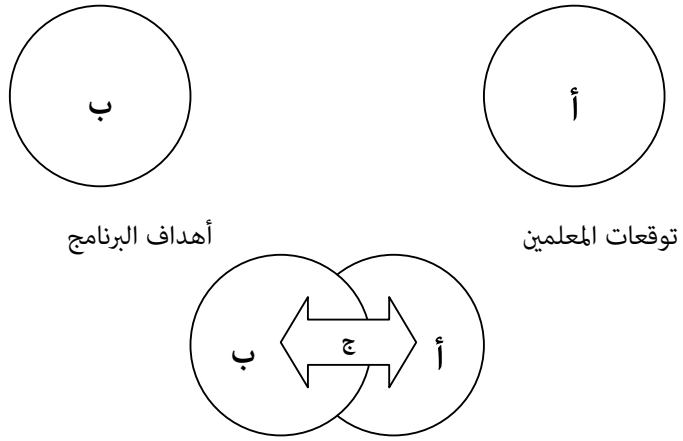 أ
ب
توقعات المعلمين
أهداف البرنامج
أ
ج
ب